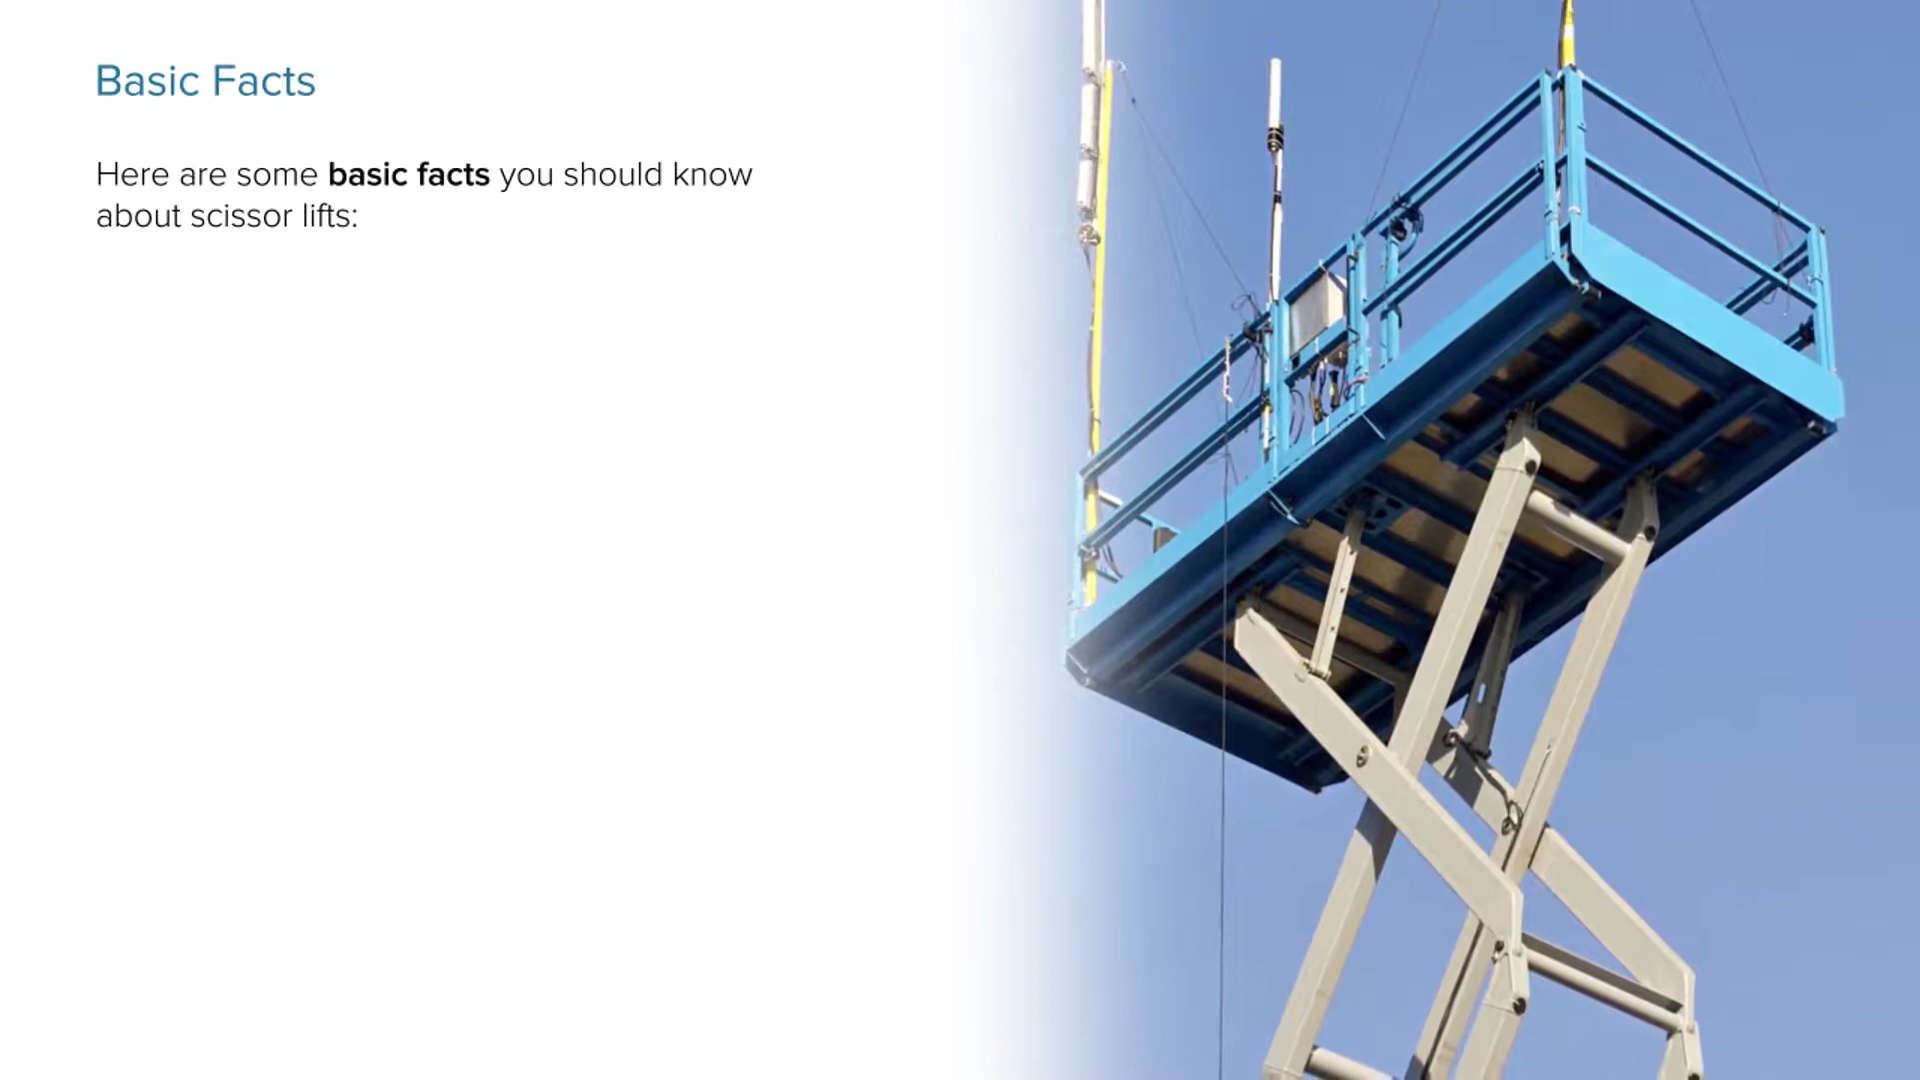 Basic Facts
Here are some basic facts you should know
about scissor lifts: